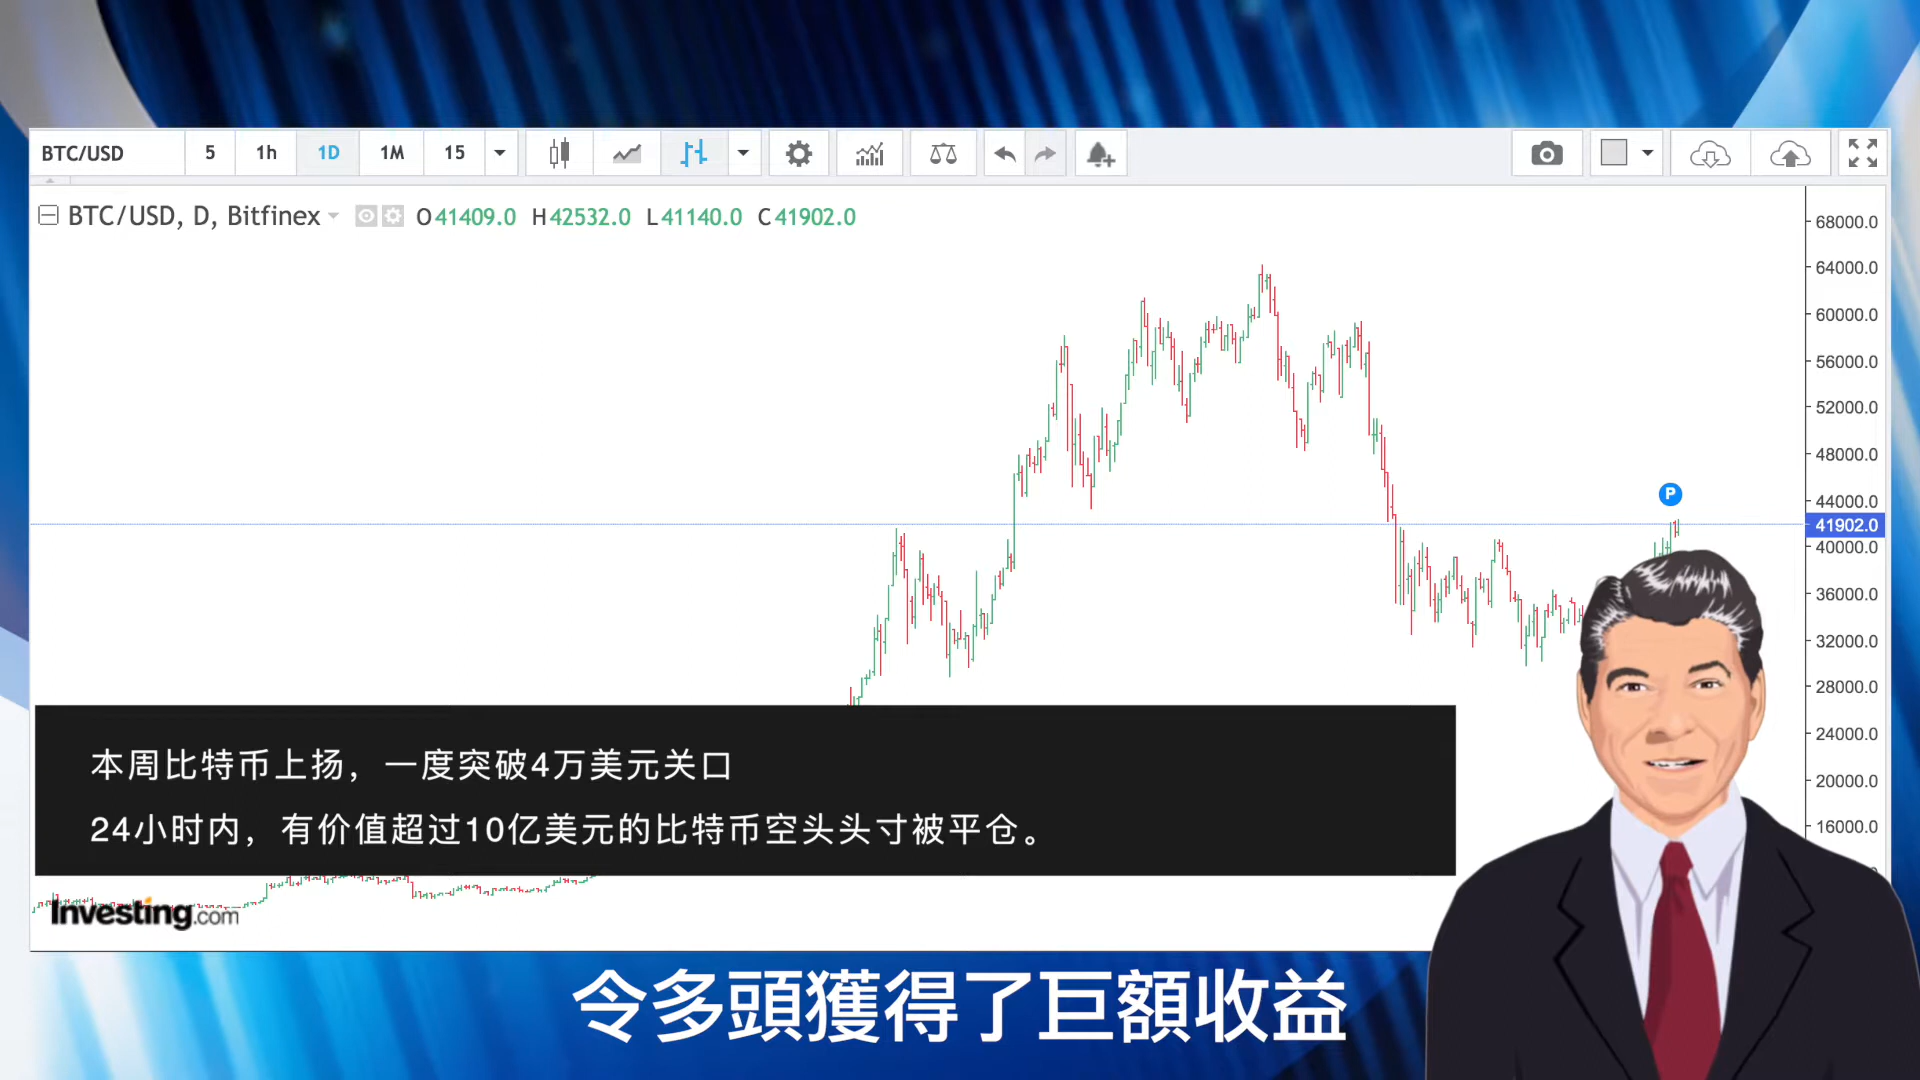 BTC/USD 5 1h 1D 1M 15
BTC/USD, D, Bitfinex O41409.0 H42532.0 L41140.0 C41902.0
68000.0
64000.0
60000.0
56000.0
52000.0
48000.0
P
44000.0
41902.0
40000.0
36000.0
32000.0
28000.0
24000.0
20000.0
16000.0
本周比特币上扬，一度突破4万美元关口
24小时内，有价值超过10亿美元的比特币空头头寸被平仓。
Investing.com
令多頭獲得了巨額收益